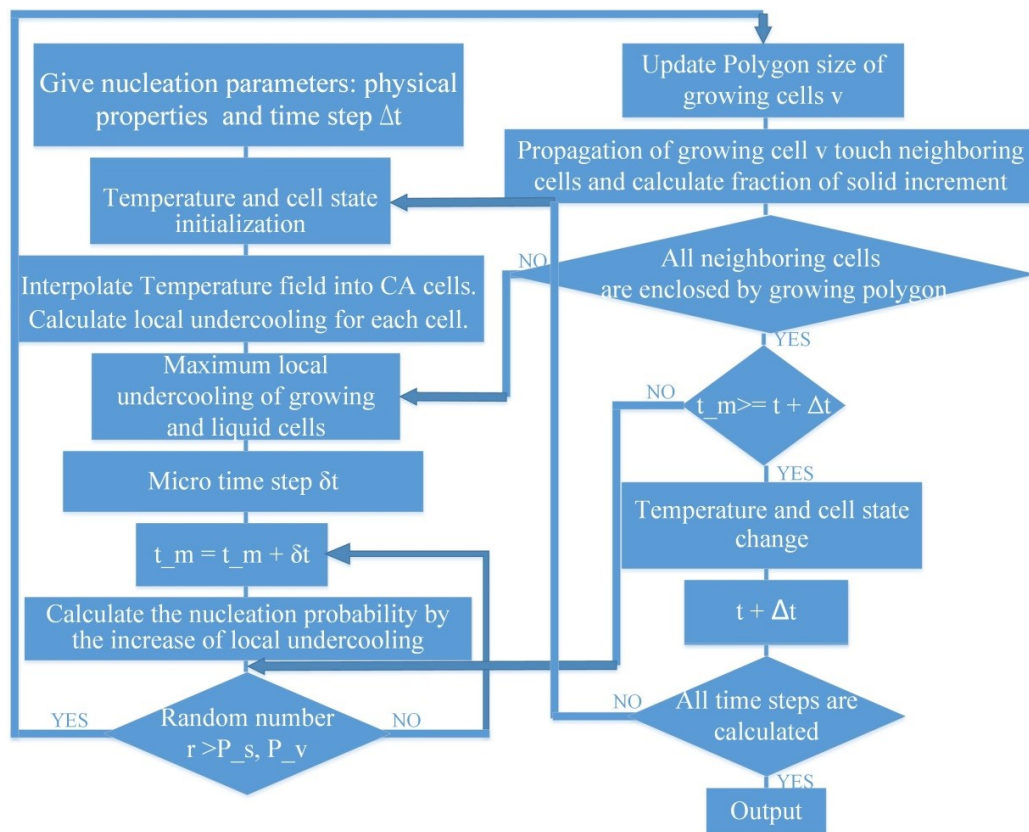 Give nucleation parameters: physical
properties and time step Δt
Temperature and cell state
initialization
Interpolate Temperature field into CA cells.
Calculate local undercooling for each cell.
Maximum local
undercooling of growing
and liquid cells
Micro time step δt
t_m = t_m + δt
Calculate the nucleation probability by
the increase of local undercooling
YES
Random number
r >P_s, P_v
NO
Update Polygon size of
growing cells v
Propagation of growing cell v touch neighboring
cells and calculate fraction of solid increment
NO
All neighboring cells
are enclosed by growing polygon
YES
NO
t_m>= t + Δt
YES
Temperature and cell state
change
t + Δt
NO
All time steps are
calculated
YES
Output